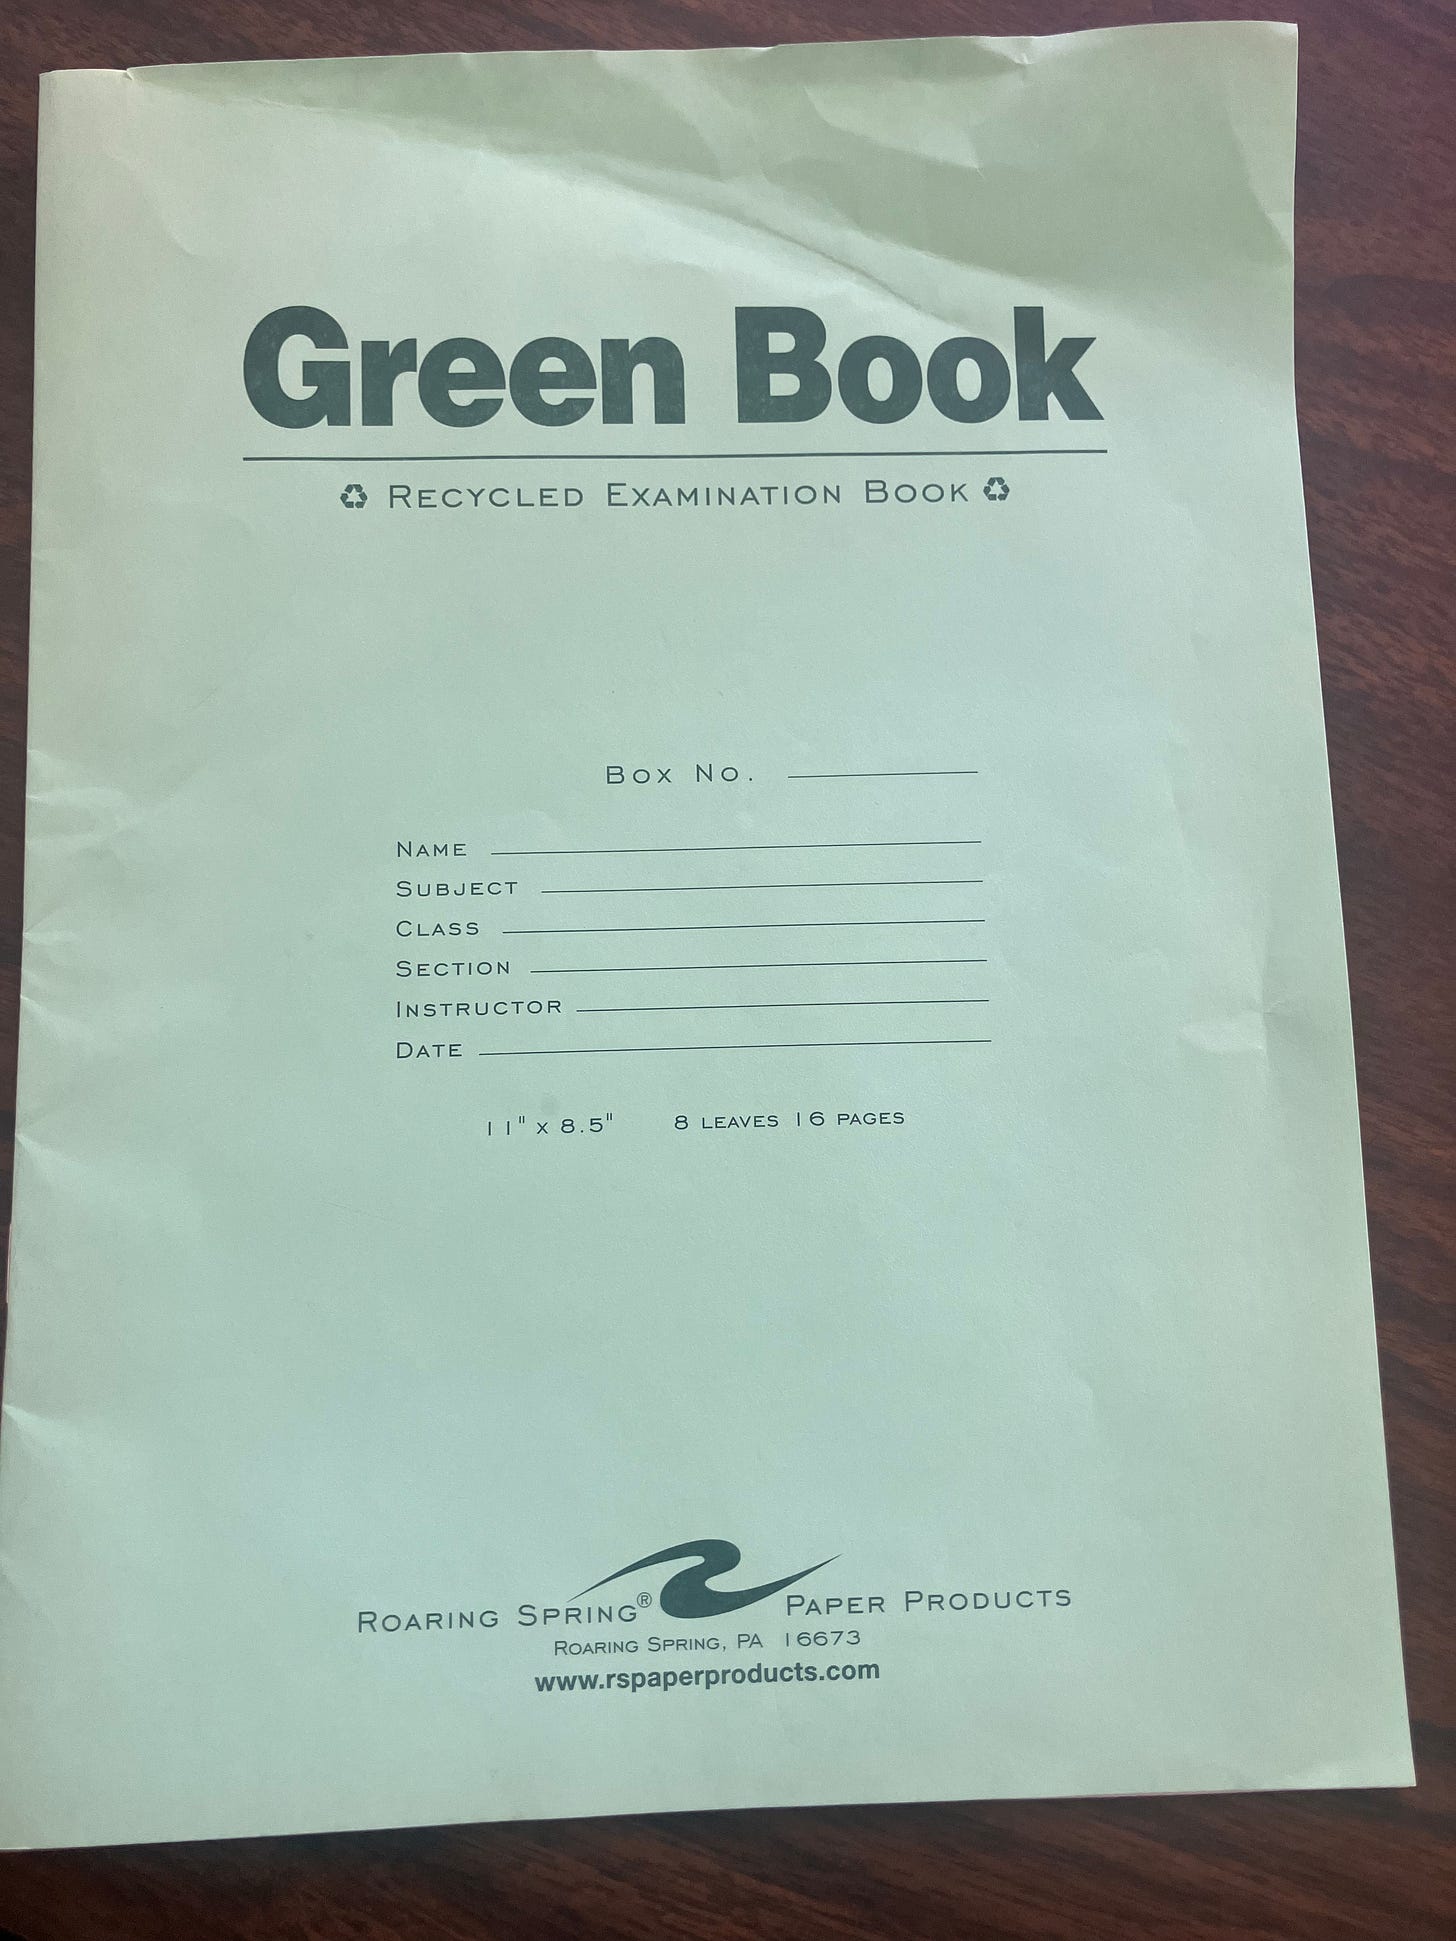 Green Book
♻ RECYCLED EXAMINATION BOOK ♻
BOX NO.
NAME
SUBJECT
CLASS
SECTION
INSTRUCTOR
DATE
11" X 8.5" 8 LEAVES 16 PAGES
ROARING SPRING® PAPER PRODUCTS
ROARING SPRING, PA 16673
www.rspaperproducts.com